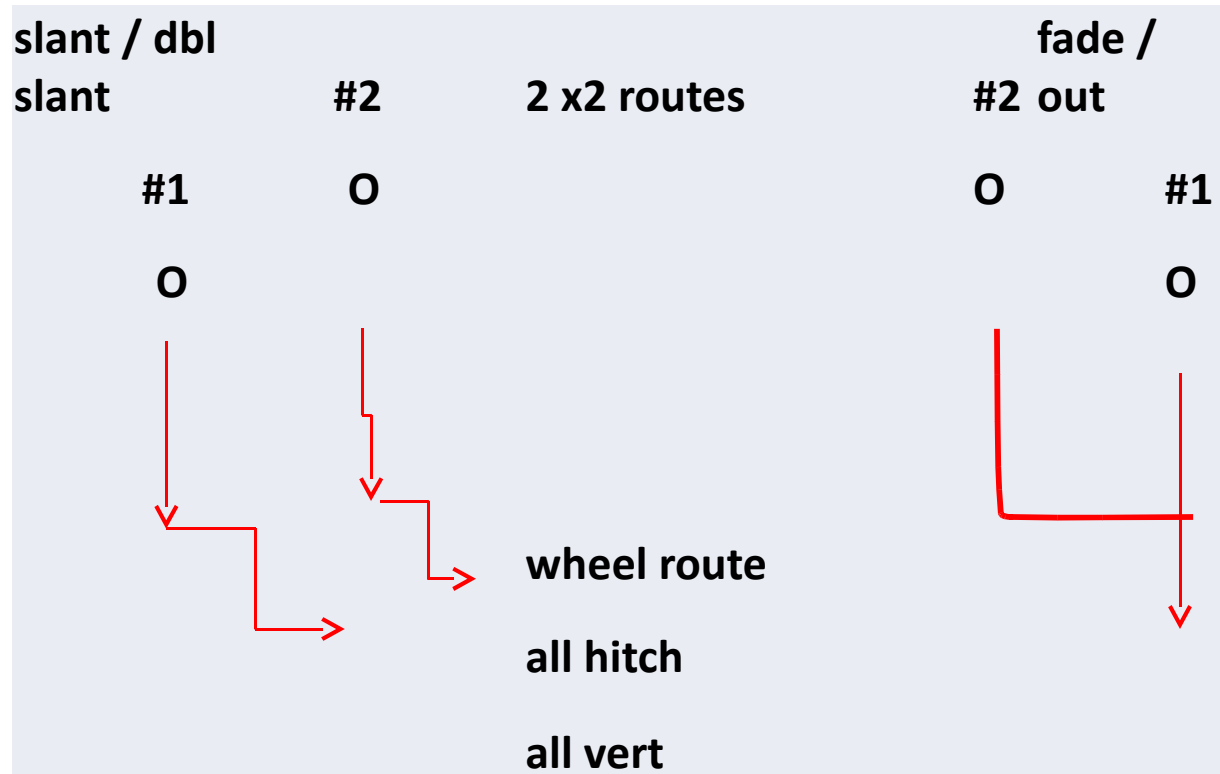 slant / dbl fade /
slant #2 2 x2 routes #2 out
#1 O O #1
O O
wheel route
all hitch
all vert